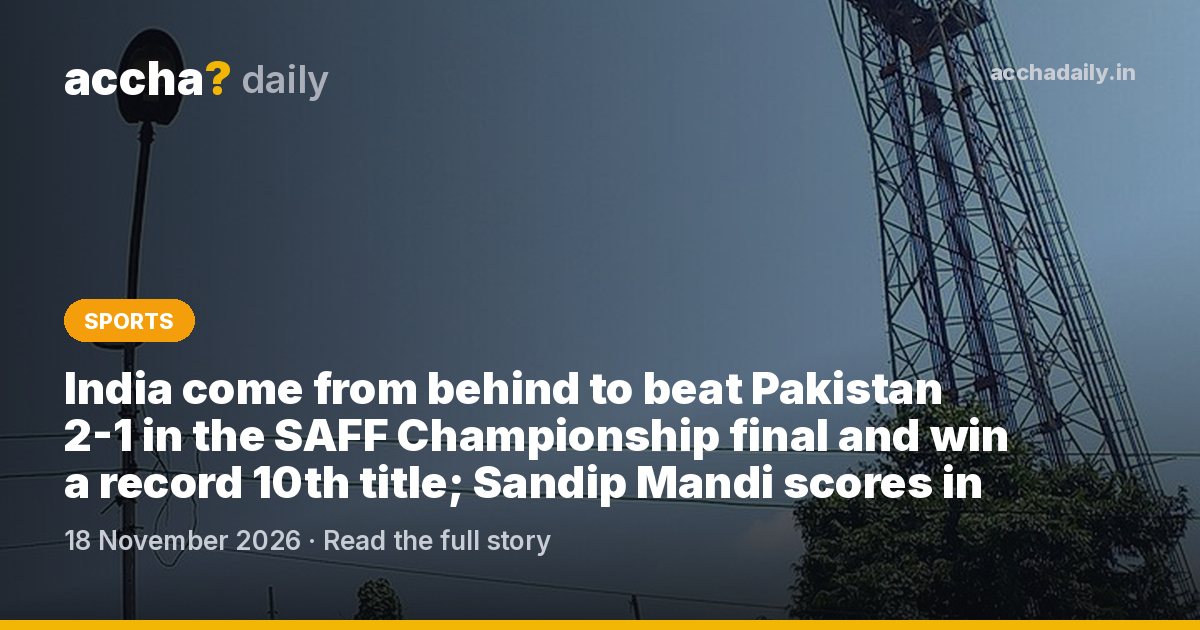 accha? daily
acchadaily.in
SPORTS
India come from behind to beat Pakistan
2-1 in the SAFF Championship final and win
a record 10th title; Sandip Mandi scores in
18 November 2026 · Read the full story